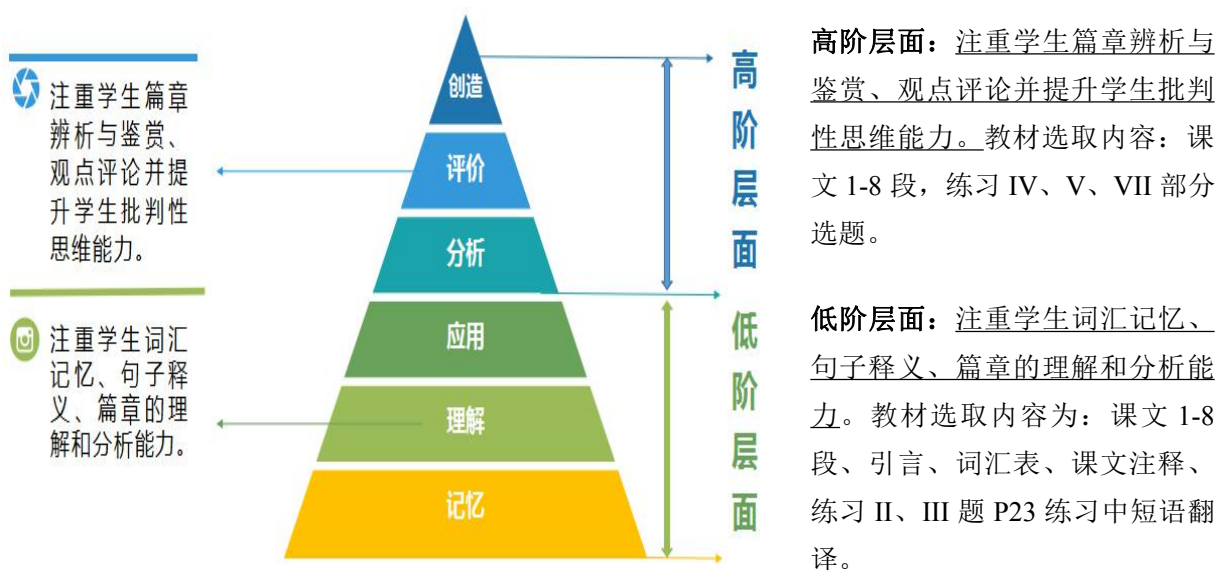 注重学生篇章
辨析与鉴赏、
观点评论并提
升学生批判性
思维能力。
注重学生词汇
记忆、句子释
义、篇章的理
解和分析能力。
创造
评价
分析
应用
理解
记忆
高
阶
层
面
低
阶
层
面
高阶层面：注重学生篇章辨析与
鉴赏、观点评论并提升学生批判
性思维能力。教材选取内容：课
文 1-8 段，练习 IV、V、VII 部分
选题。
低阶层面：注重学生词汇记忆、
句子释义、篇章的理解和分析能
力。教材选取内容为：课文 1-8
段、引言、词汇表、课文注释、
练习 II、III 题 P23 练习中短语翻
译。